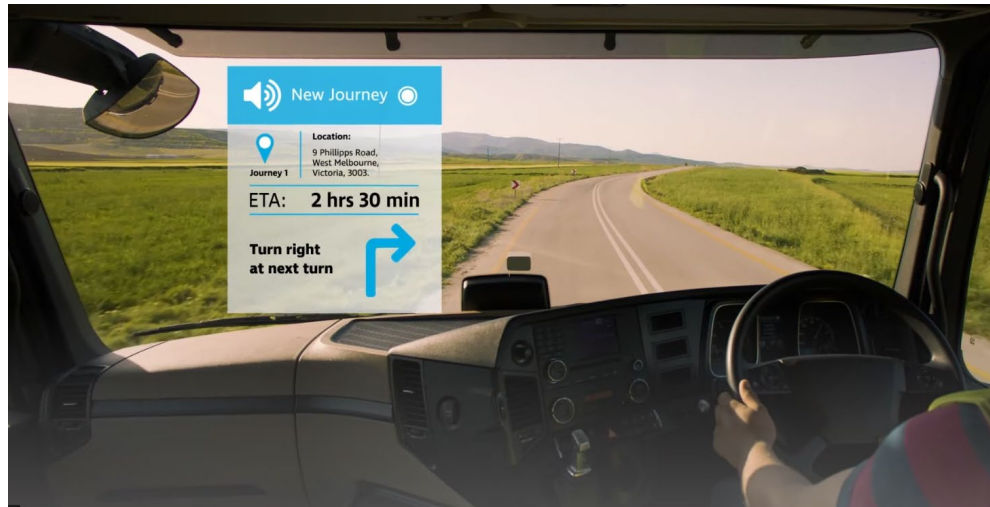 New Journey
Location:
9 Phillipps Road,
West Melbourne,
Victoria, 3003.
Journey 1
ETA: 2 hrs 30 min
Turn right
at next turn